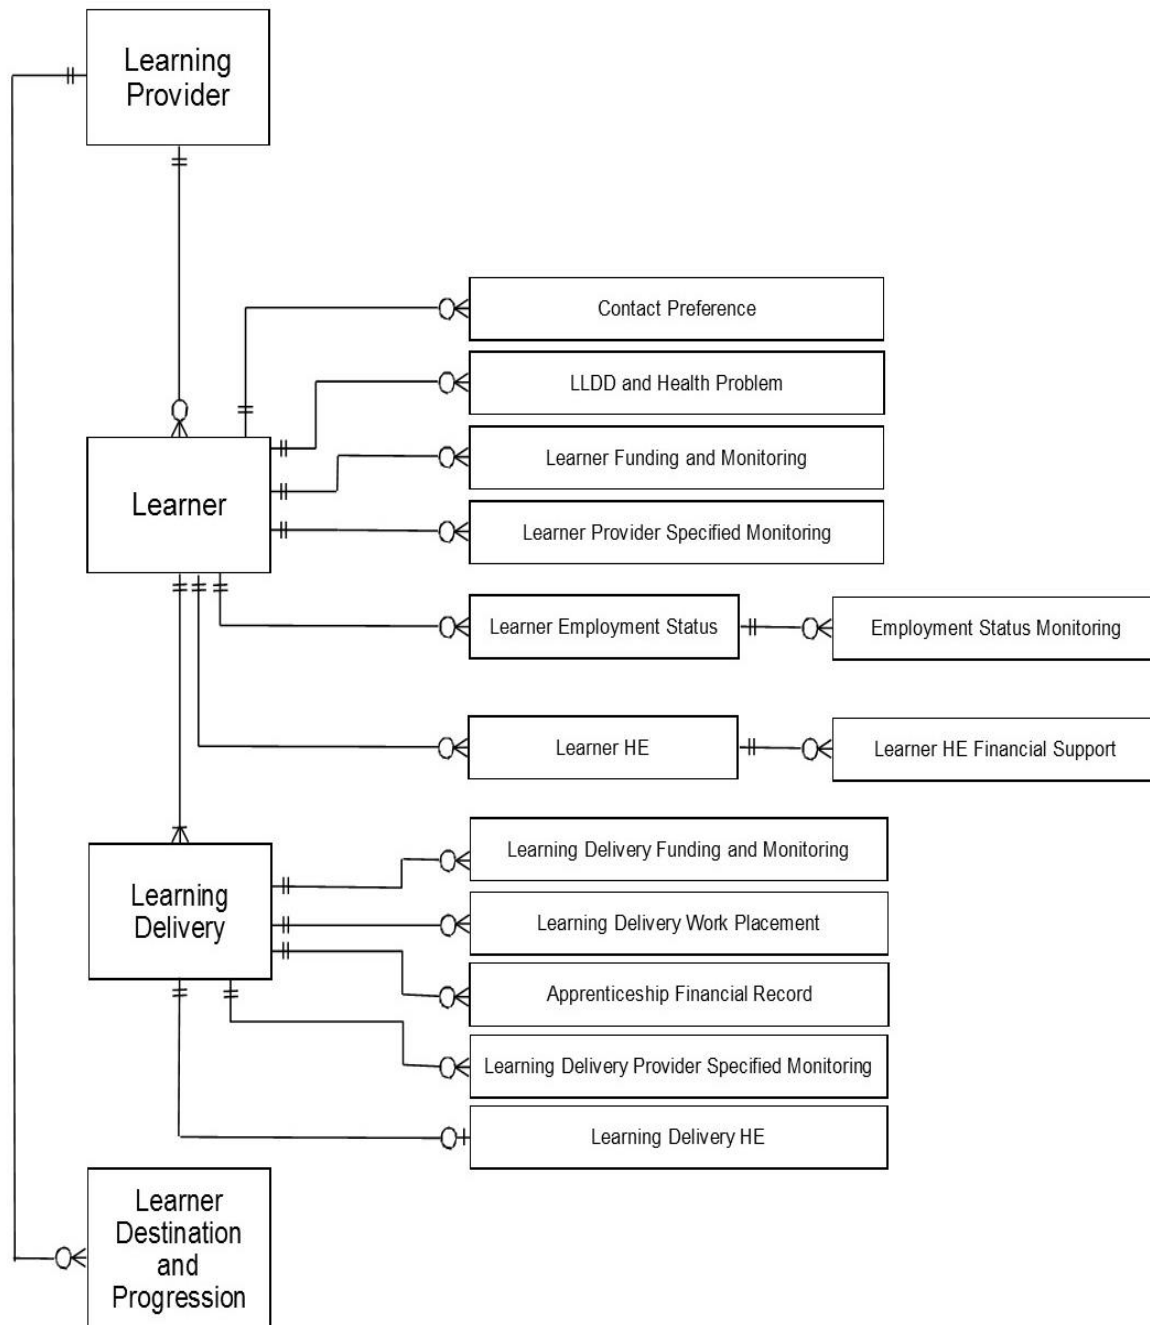 Learning
Provider
Contact Preference
LLDD and Health Problem
Learner Funding and Monitoring
Learner
Learner Provider Specified Monitoring
Learner Employment Status
Employment Status Monitoring
Learner HE
Learner HE Financial Support
Learning Delivery Funding and Monitoring
Learning
Delivery
Learning Delivery Work Placement
Apprenticeship Financial Record
Learning Delivery Provider Specified Monitoring
Learning Delivery HE
Learner
Destination
and
Progression